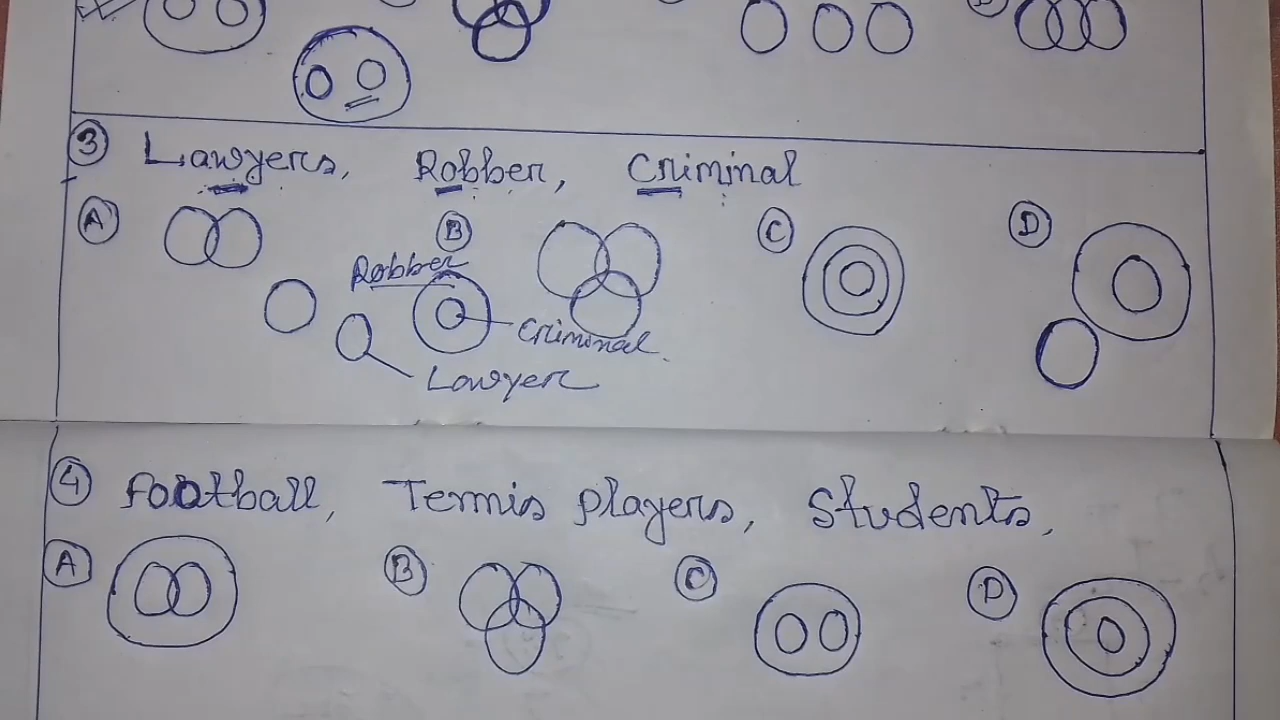 ③ Lawyers, Robber, Criminal
Ⓐ Ⓑ Ⓒ Ⓓ
Robber
Criminal.
Lawyer
④ Football, Tennis players, Students,
Ⓐ Ⓑ Ⓒ Ⓓ